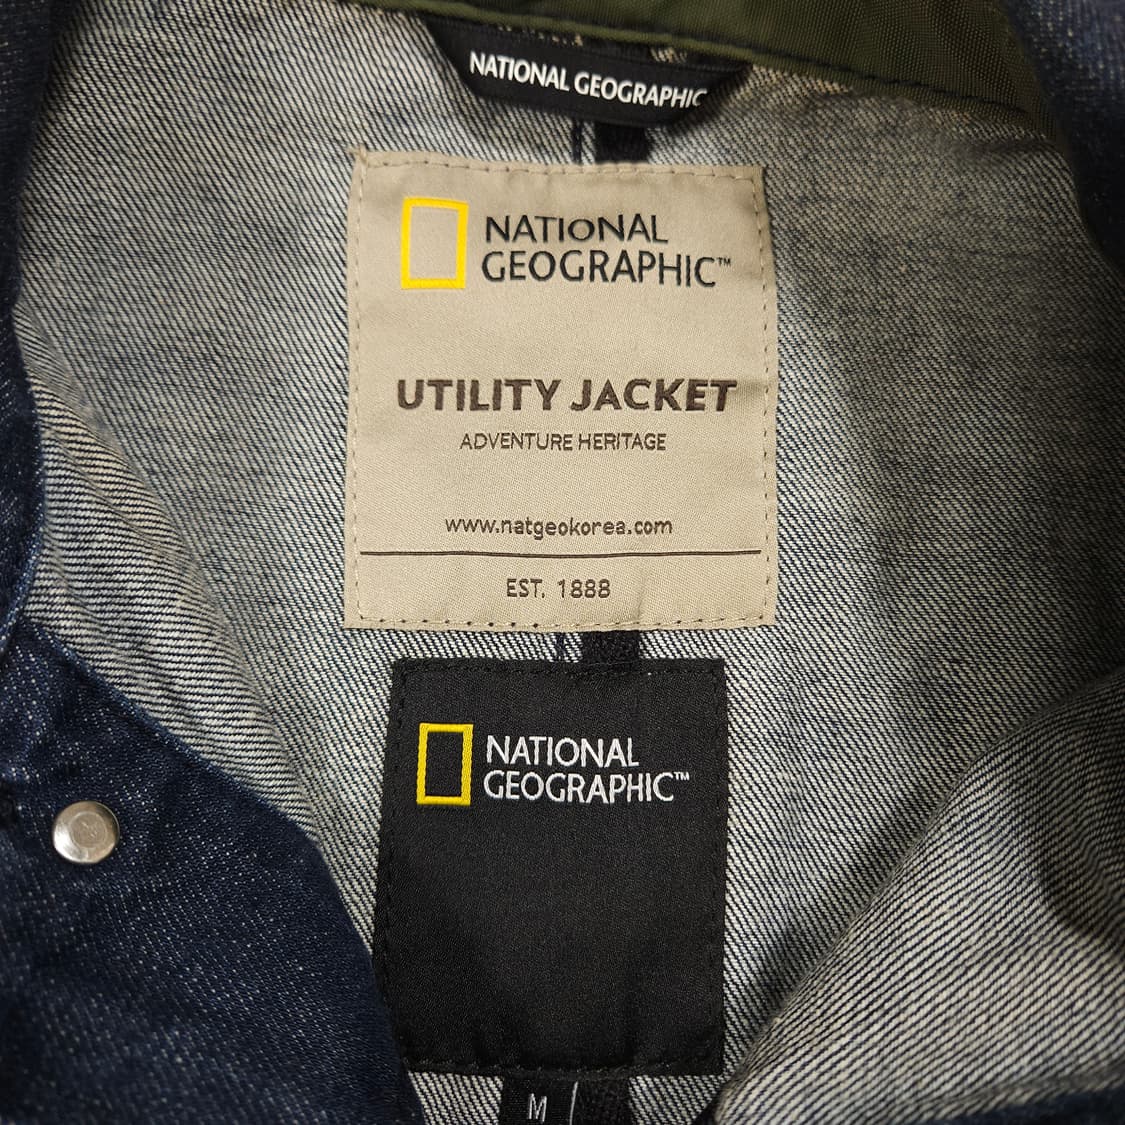 NATIONAL GEOGRAPHIC
NATIONAL
GEOGRAPHIC™
UTILITY JACKET
ADVENTURE HERITAGE
www.natgeokorea.com
EST. 1888
NATIONAL
GEOGRAPHIC™
M